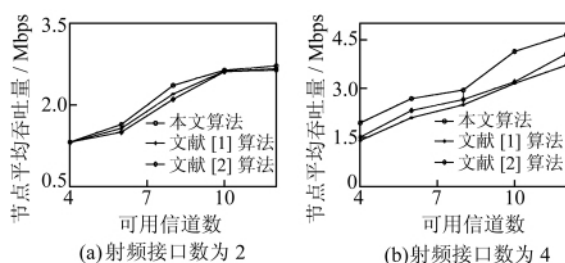 节点平均吞吐量 / Mbps
3.5
2.0
0.5
4
7
10
本文算法
文献 [1] 算法
文献 [2] 算法
可用信道数
(a)射频接口数为 2
节点平均吞吐量 / Mbps
4.5
3.0
1.5
0
4
7
10
本文算法
文献 [1] 算法
文献 [2] 算法
可用信道数
(b)射频接口数为 4